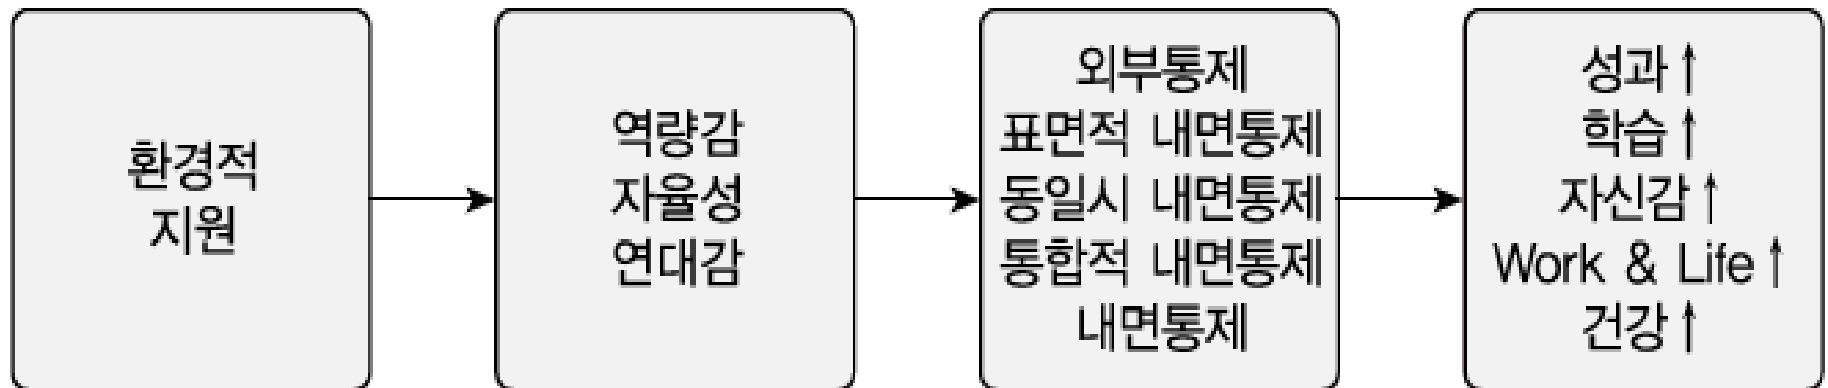 환경적
지원
역량감
자율성
연대감
외부통제
표면적 내면통제
동일시 내면통제
통합적 내면통제
내면통제
성과↑
학습↑
자신감↑
Work & Life↑
건강↑